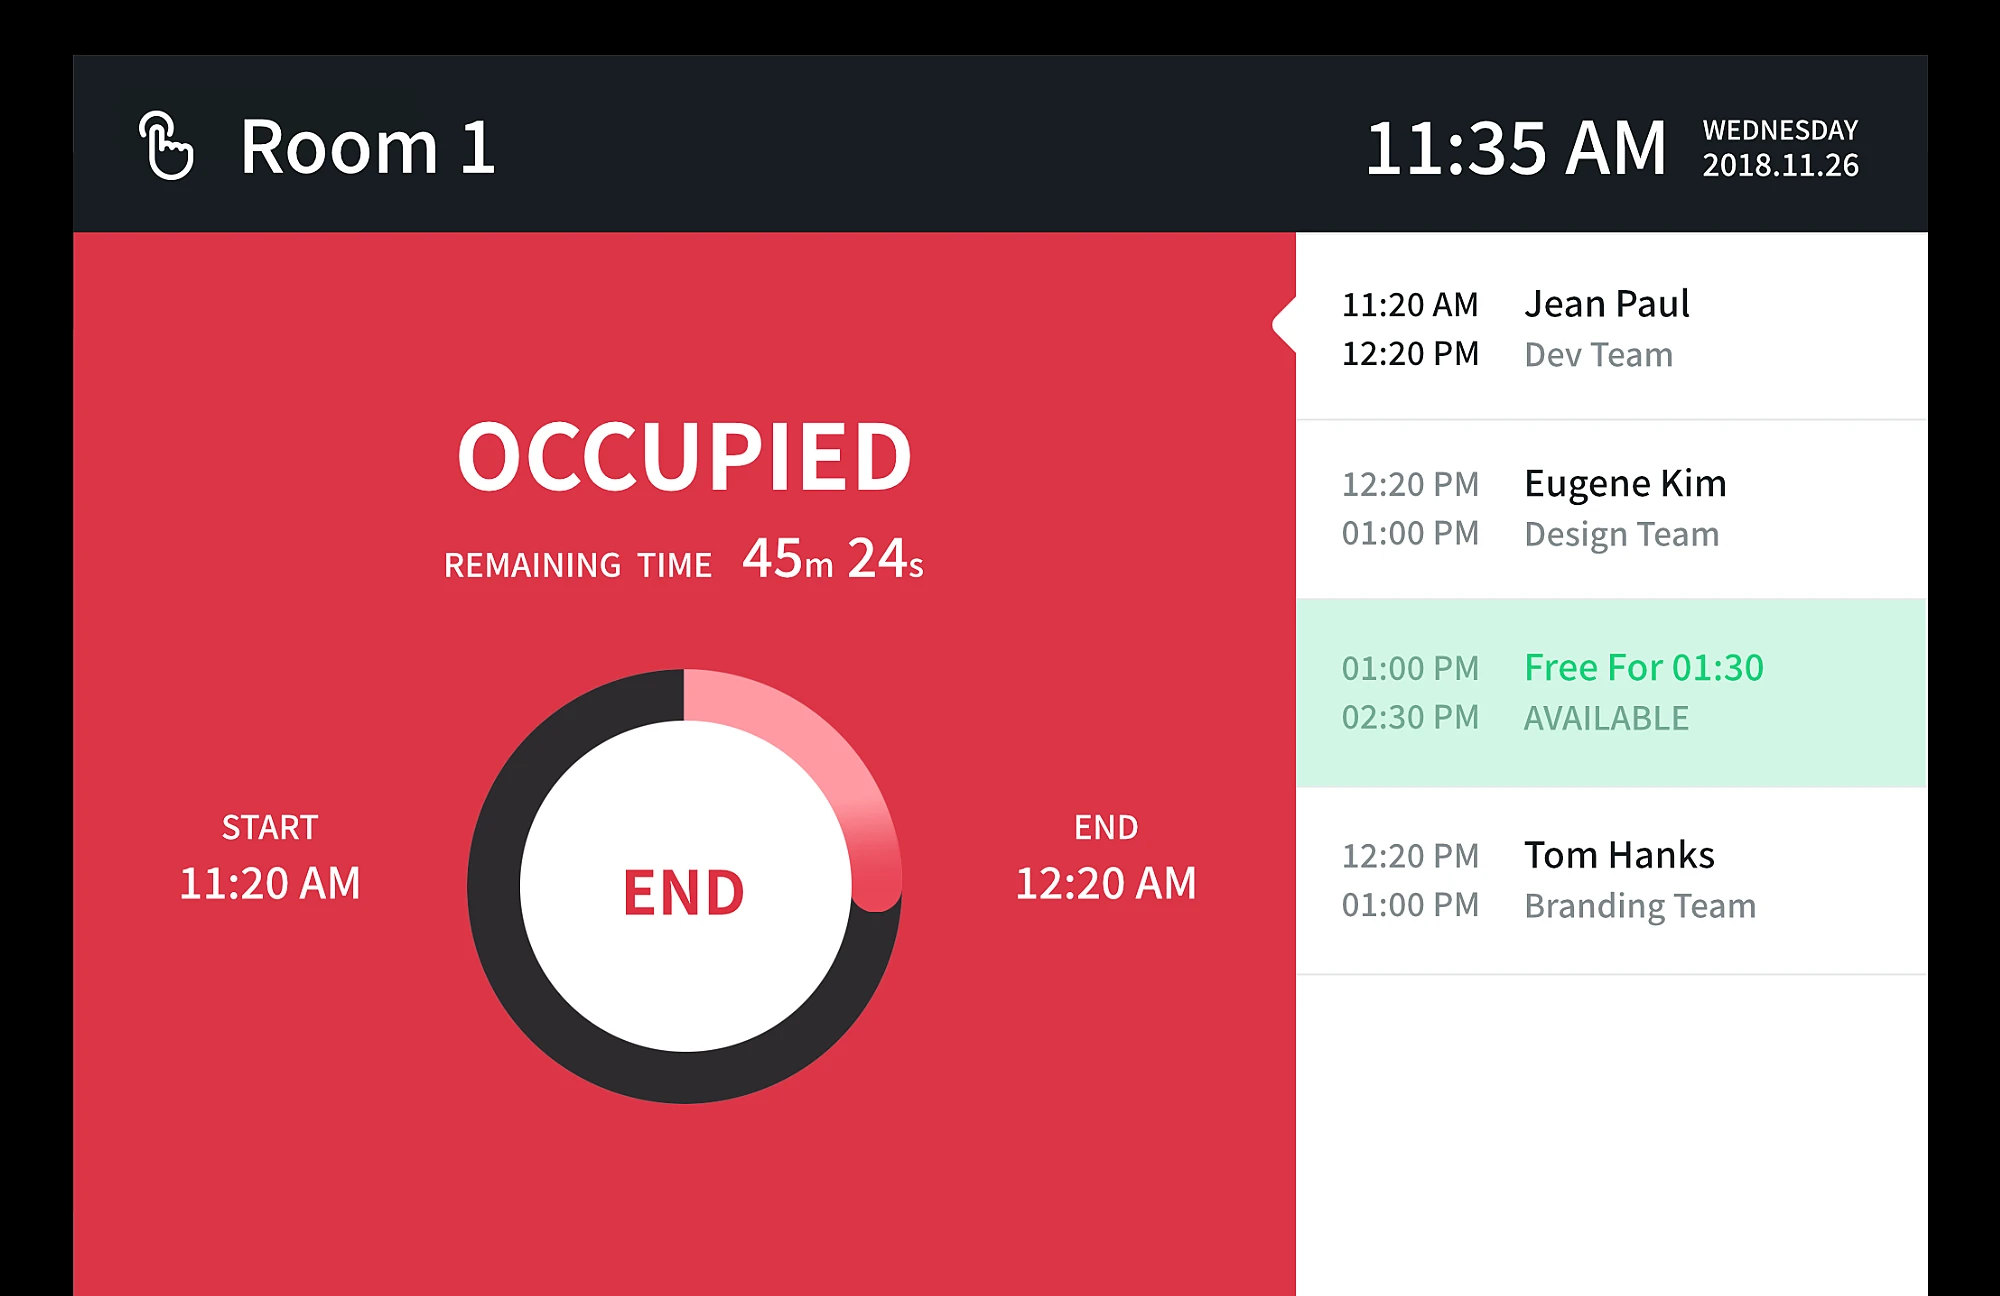 Room 1
11:35 AM
WEDNESDAY
2018.11.26
OCCUPIED
REMAINING TIME 45m 24s
START
11:20 AM
END
END
12:20 AM
11:20 AM Jean Paul
12:20 PM Dev Team
12:20 PM Eugene Kim
01:00 PM Design Team
01:00 PM Free For 01:30
02:30 PM AVAILABLE
12:20 PM Tom Hanks
01:00 PM Branding Team